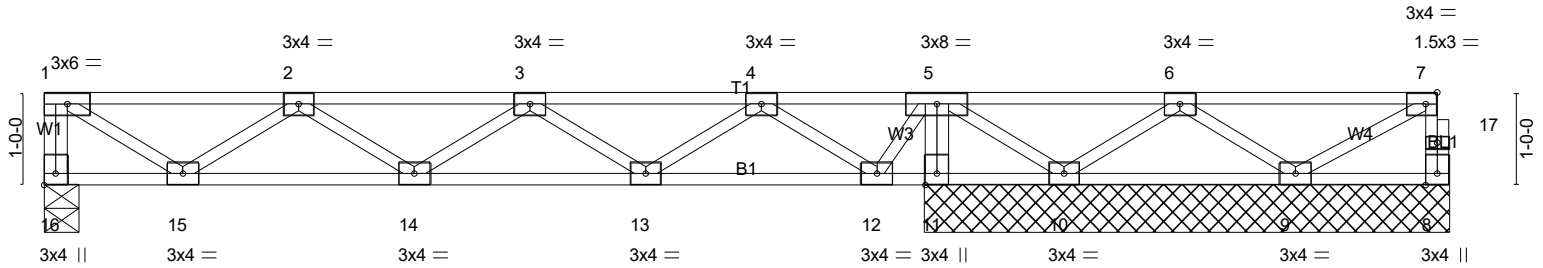 3x4 =
3x4 = 3x4 = 3x4 = 3x8 = 3x4 = 1.5x3 =
3x6 =
1 2 3 4 5 6 7
T1
1-0-0 W1 W3 W4 BL1 17 1-0-0
B1
16 15 14 13 12 11 10 9 8
3x4 || 3x4 = 3x4 = 3x4 = 3x4 = 3x4 || 3x4 = 3x4 = 3x4 ||